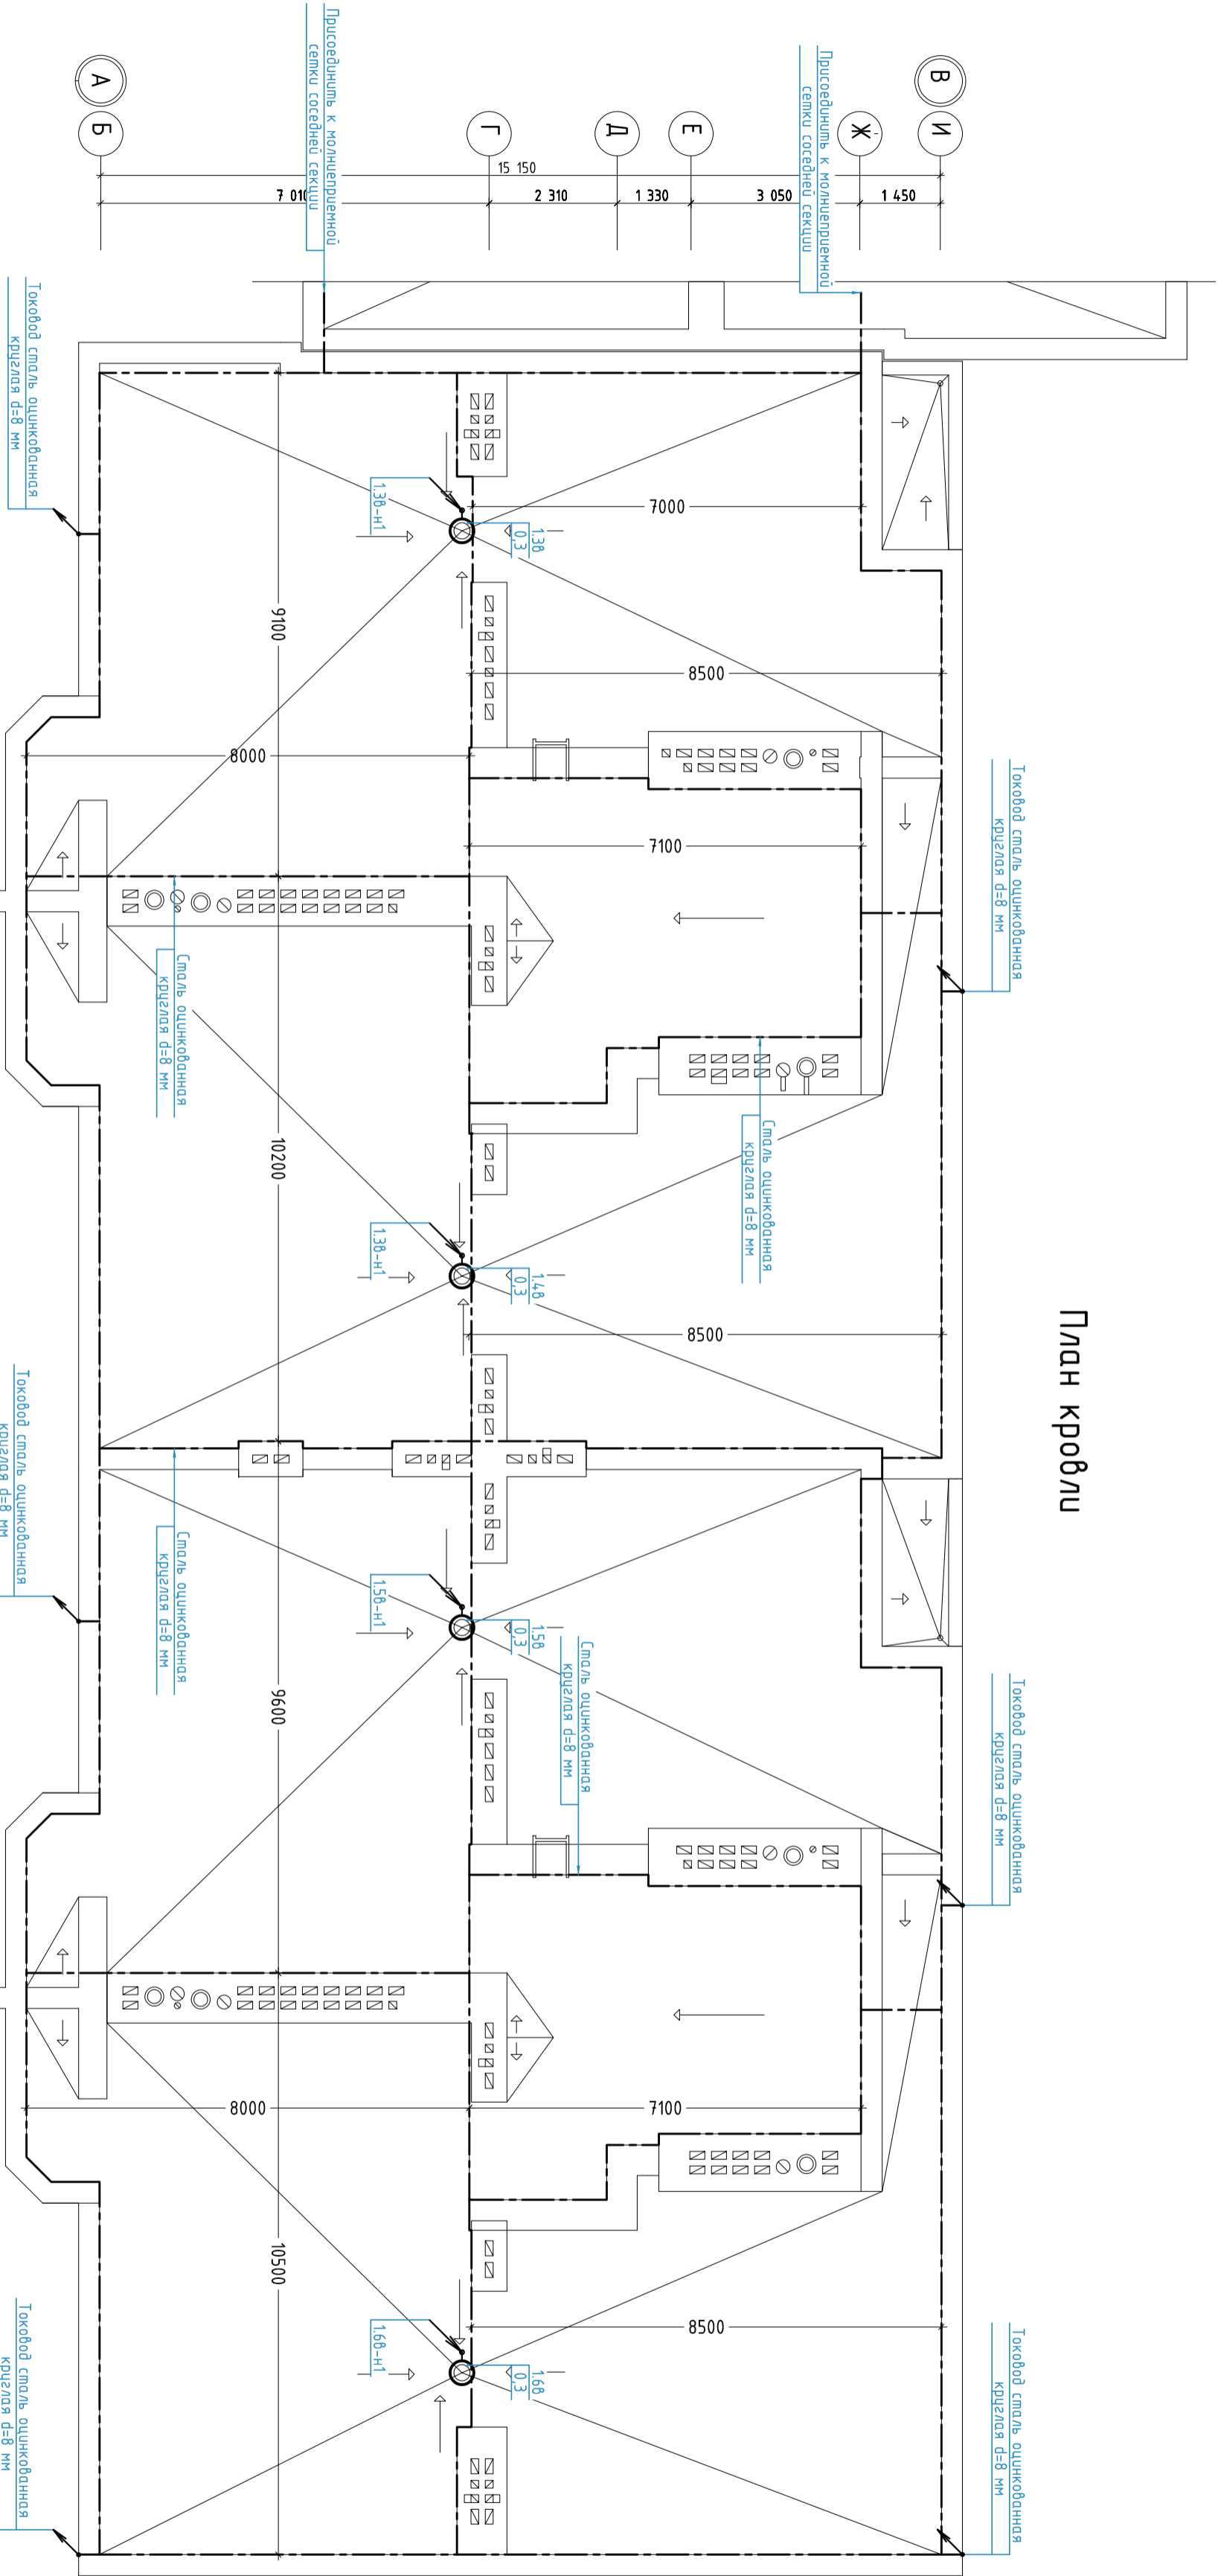 План кровли
Присоединить к молниеприемной
сетки соседней секции
Присоединить к молниеприемной
сетки соседней секции
В
И
Ж
Е
Д
Г
А
Б
15 150
1 450
3 050
1 330
2 310
7 010
Токовод сталь оцинкованная
круглая d=8 мм
Токовод сталь оцинкованная
круглая d=8 мм
Токовод сталь оцинкованная
круглая d=8 мм
7000
8500
7100
8500
7100
8500
Сталь оцинкованная
круглая d=8 мм
Сталь оцинкованная
круглая d=8 мм
1.3в
0,3
1.4в
0,3
1.5в
0,3
1.6в
0,3
1.3в-н1
1.3в-н1
1.5в-н1
1.6в-н1
9100
10200
9600
10500
8000
8000
Сталь оцинкованная
круглая d=8 мм
Сталь оцинкованная
круглая d=8 мм
Токовод сталь оцинкованная
круглая d=8 мм
Токовод сталь оцинкованная
круглая d=8 мм
Токовод сталь оцинкованная
круглая d=8 мм